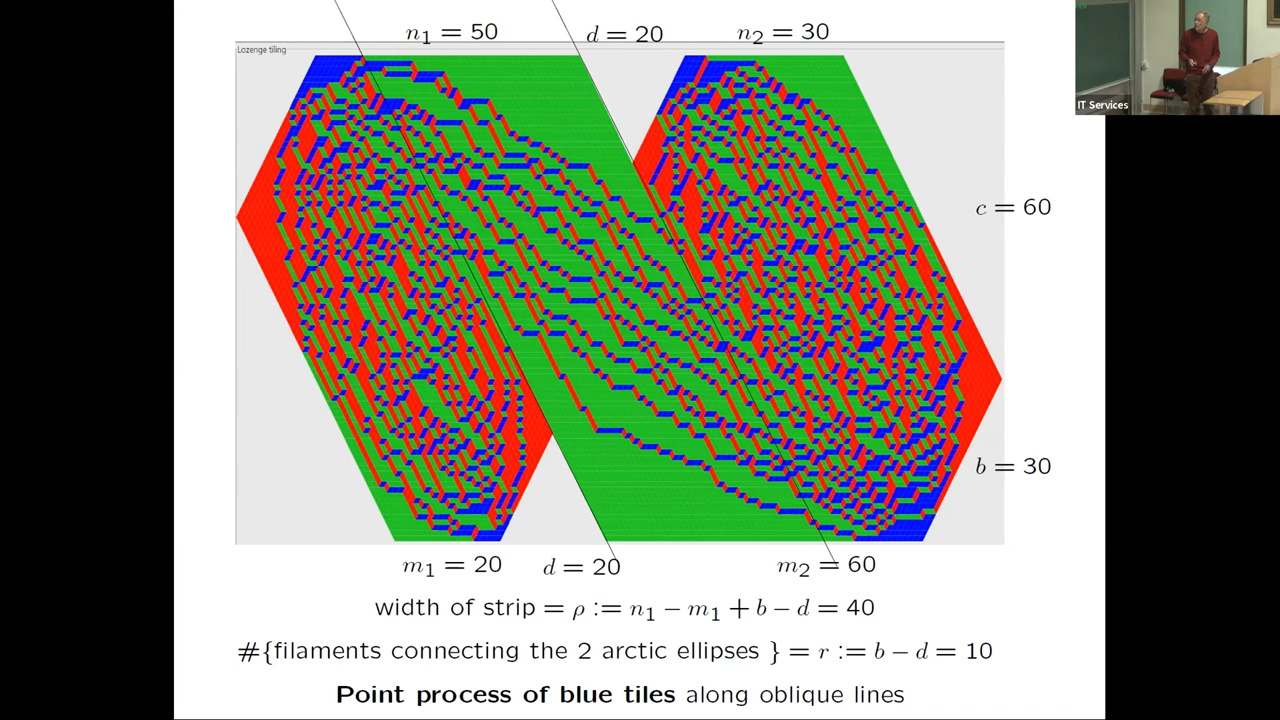 n₁ = 50
d = 20
n₂ = 30
Lozenge tiling
IT Services
c = 60
b = 30
m₁ = 20
d = 20
m₂ = 60
width of strip = ρ := n₁ − m₁ + b − d = 40
#{filaments connecting the 2 arctic ellipses } = r := b − d = 10
Point process of blue tiles along oblique lines